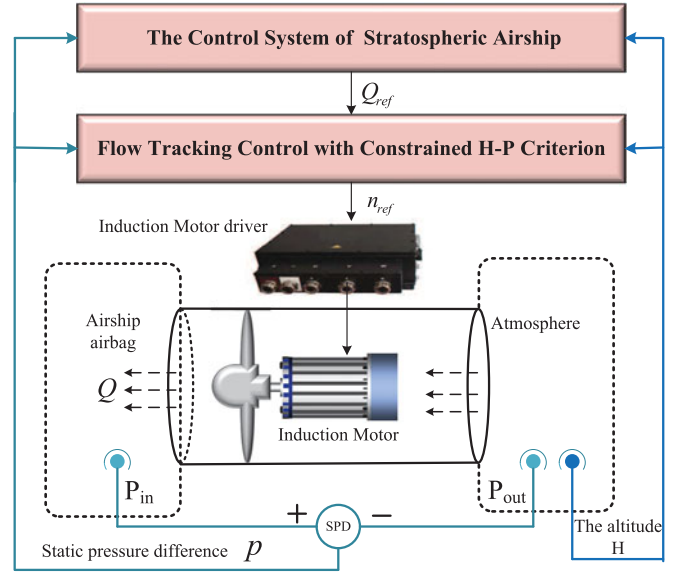 The Control System of Stratospheric Airship
Q_ref
Flow Tracking Control with Constrained H-P Criterion
n_ref
Induction Motor driver
Airship
airbag
Atmosphere
Q
Induction Motor
P_in
P_out
+
SPD
−
The altitude
H
Static pressure difference p